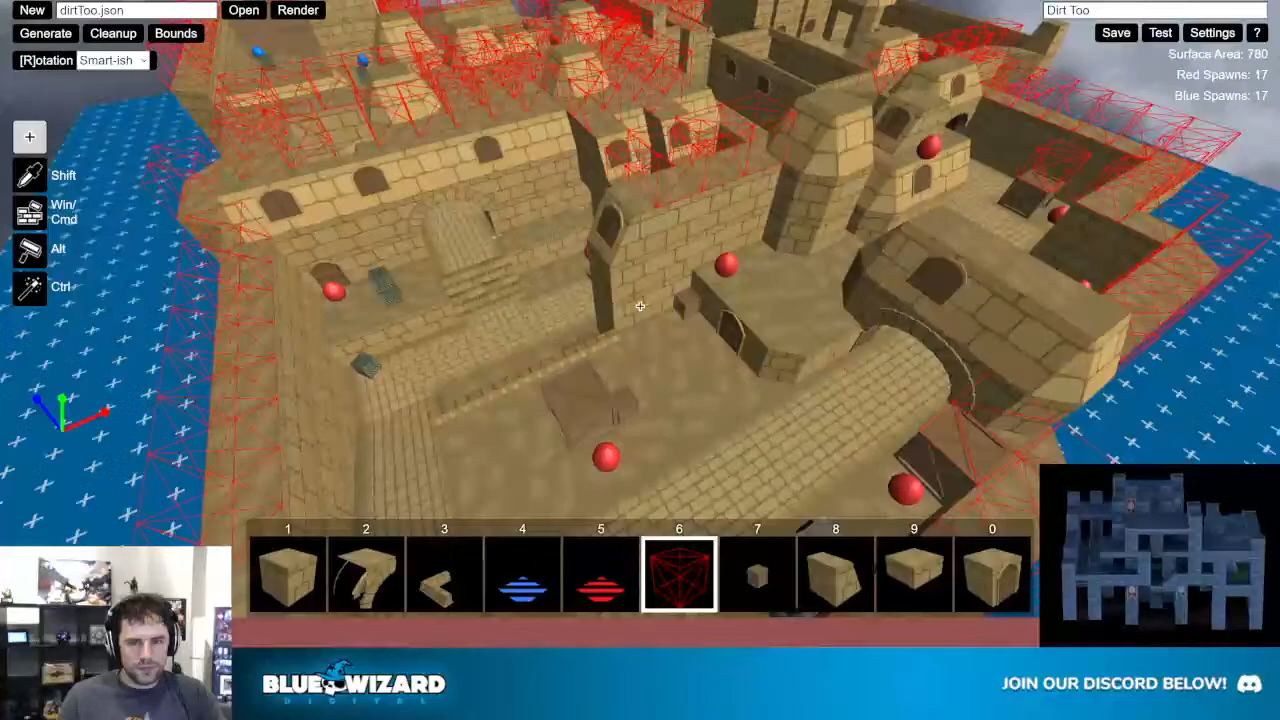 New dirtToo.json Open Render
Dirt Too
Generate Cleanup Bounds
Save Test Settings ?
[R]otation Smart-ish
Surface Area: 780
Red Spawns: 17
Blue Spawns: 17
+
Shift
Win/
Cmd
Alt
Ctrl
1 2 3 4 5 6 7 8 9 0
BLUE WIZARD
DIGITAL
JOIN OUR DISCORD BELOW!